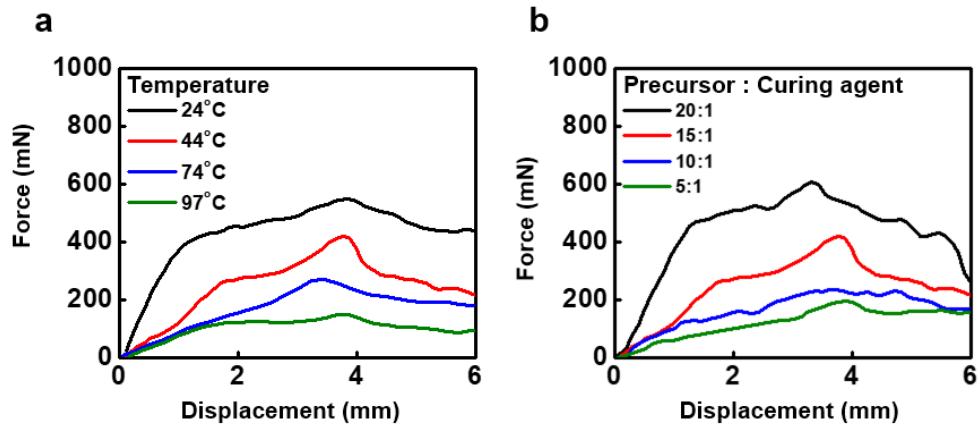 a
1000
800
600
400
200
0
Force (mN)
Temperature
24°C
44°C
74°C
97°C
0 2 4 6
Displacement (mm)
b
1000
800
600
400
200
0
Force (mN)
Precursor : Curing agent
20:1
15:1
10:1
5:1
0 2 4 6
Displacement (mm)